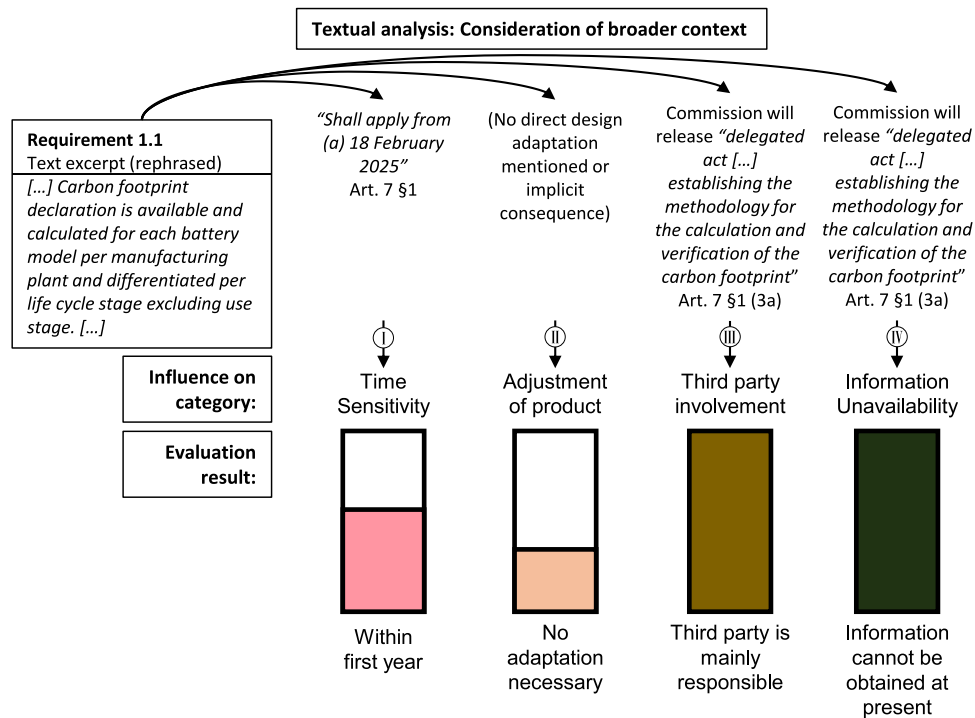 Textual analysis: Consideration of broader context
Requirement 1.1
Text excerpt (rephrased)
[...] Carbon footprint
declaration is available and
calculated for each battery
model per manufacturing
plant and differentiated per
life cycle stage excluding use
stage. [...]
“Shall apply from
(a) 18 February
2025”
Art. 7 §1
(No direct design
adaptation
mentioned or
implicit
consequence)
Commission will
release “delegated
act [...]
establishing the
methodology for
the calculation and
verification of the
carbon footprint”
Art. 7 §1 (3a)
Commission will
release “delegated
act [...]
establishing the
methodology for
the calculation and
verification of the
carbon footprint”
Art. 7 §1 (3a)
I
II
III
IV
Influence on
category:
Time
Sensitivity
Adjustment
of product
Third party
involvement
Information
Unavailability
Evaluation
result:
Within
first year
No
adaptation
necessary
Third party is
mainly
responsible
Information
cannot be
obtained at
present